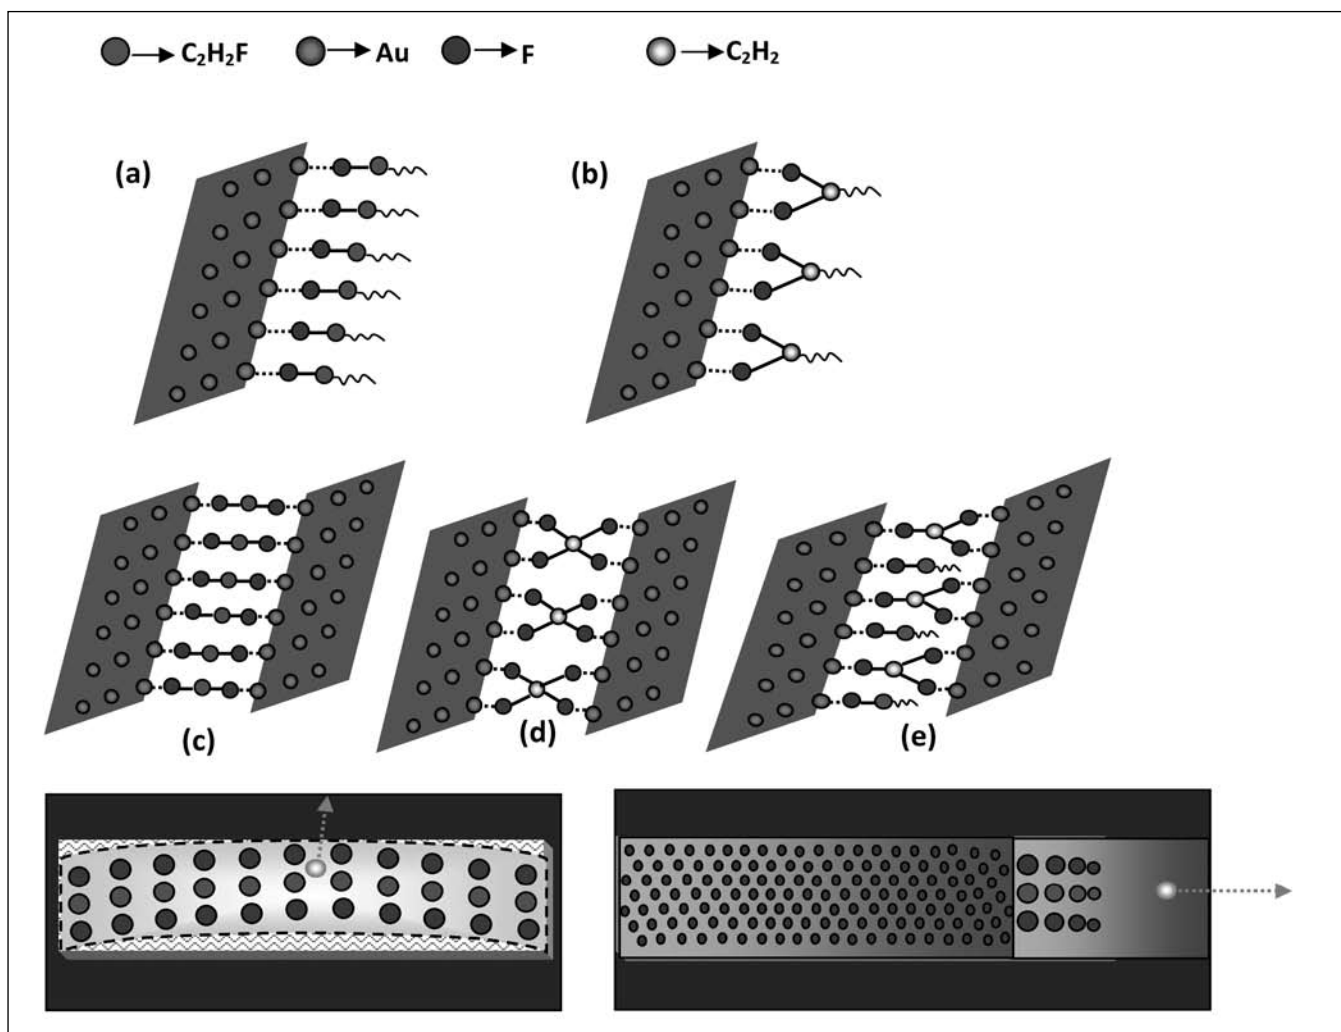 → C₂H₂F → Au → F → C₂H₂
(a) (b)
(c) (d) (e)